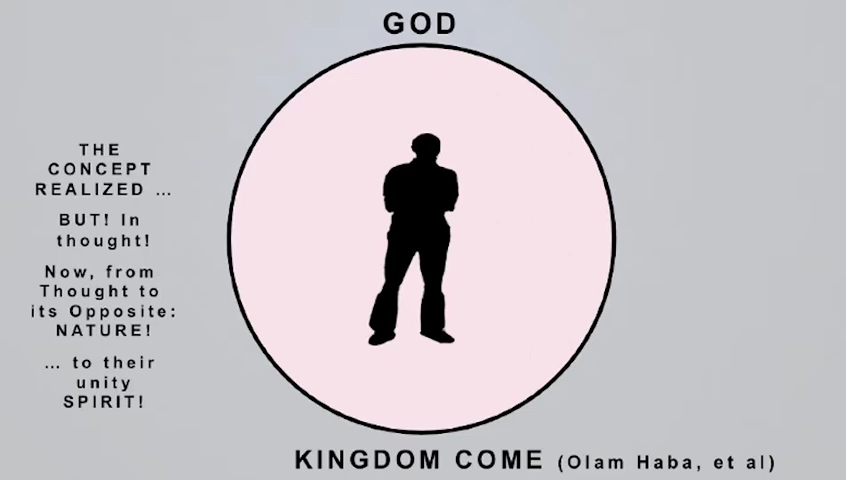 GOD
THE
CONCEPT
REALIZED ...
BUT! In
thought!
Now, from
Thought to
its Opposite:
NATURE!
... to their
unity
SPIRIT!
KINGDOM COME (Olam Haba, et al)